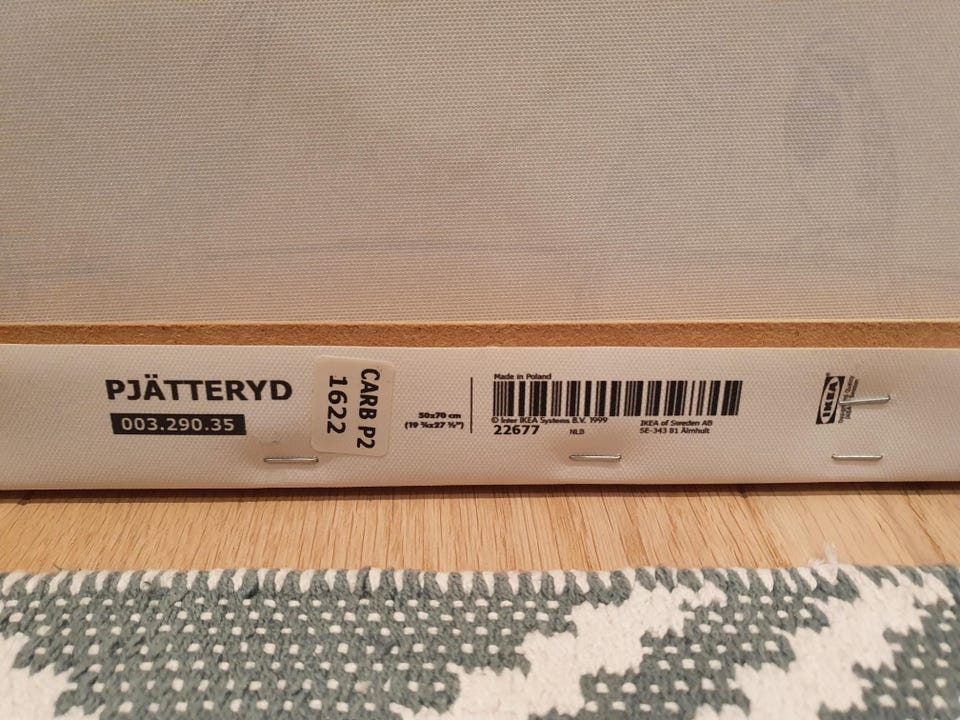 PJÄTTERYD
003.290.35
CARB P2
1622
50x70 cm
(19 ¾x27 ½")
Made in Poland
© Inter IKEA Systems B.V. 1999
22677
NLB
IKEA of Sweden AB
SE-343 81 Älmhult
IKEA